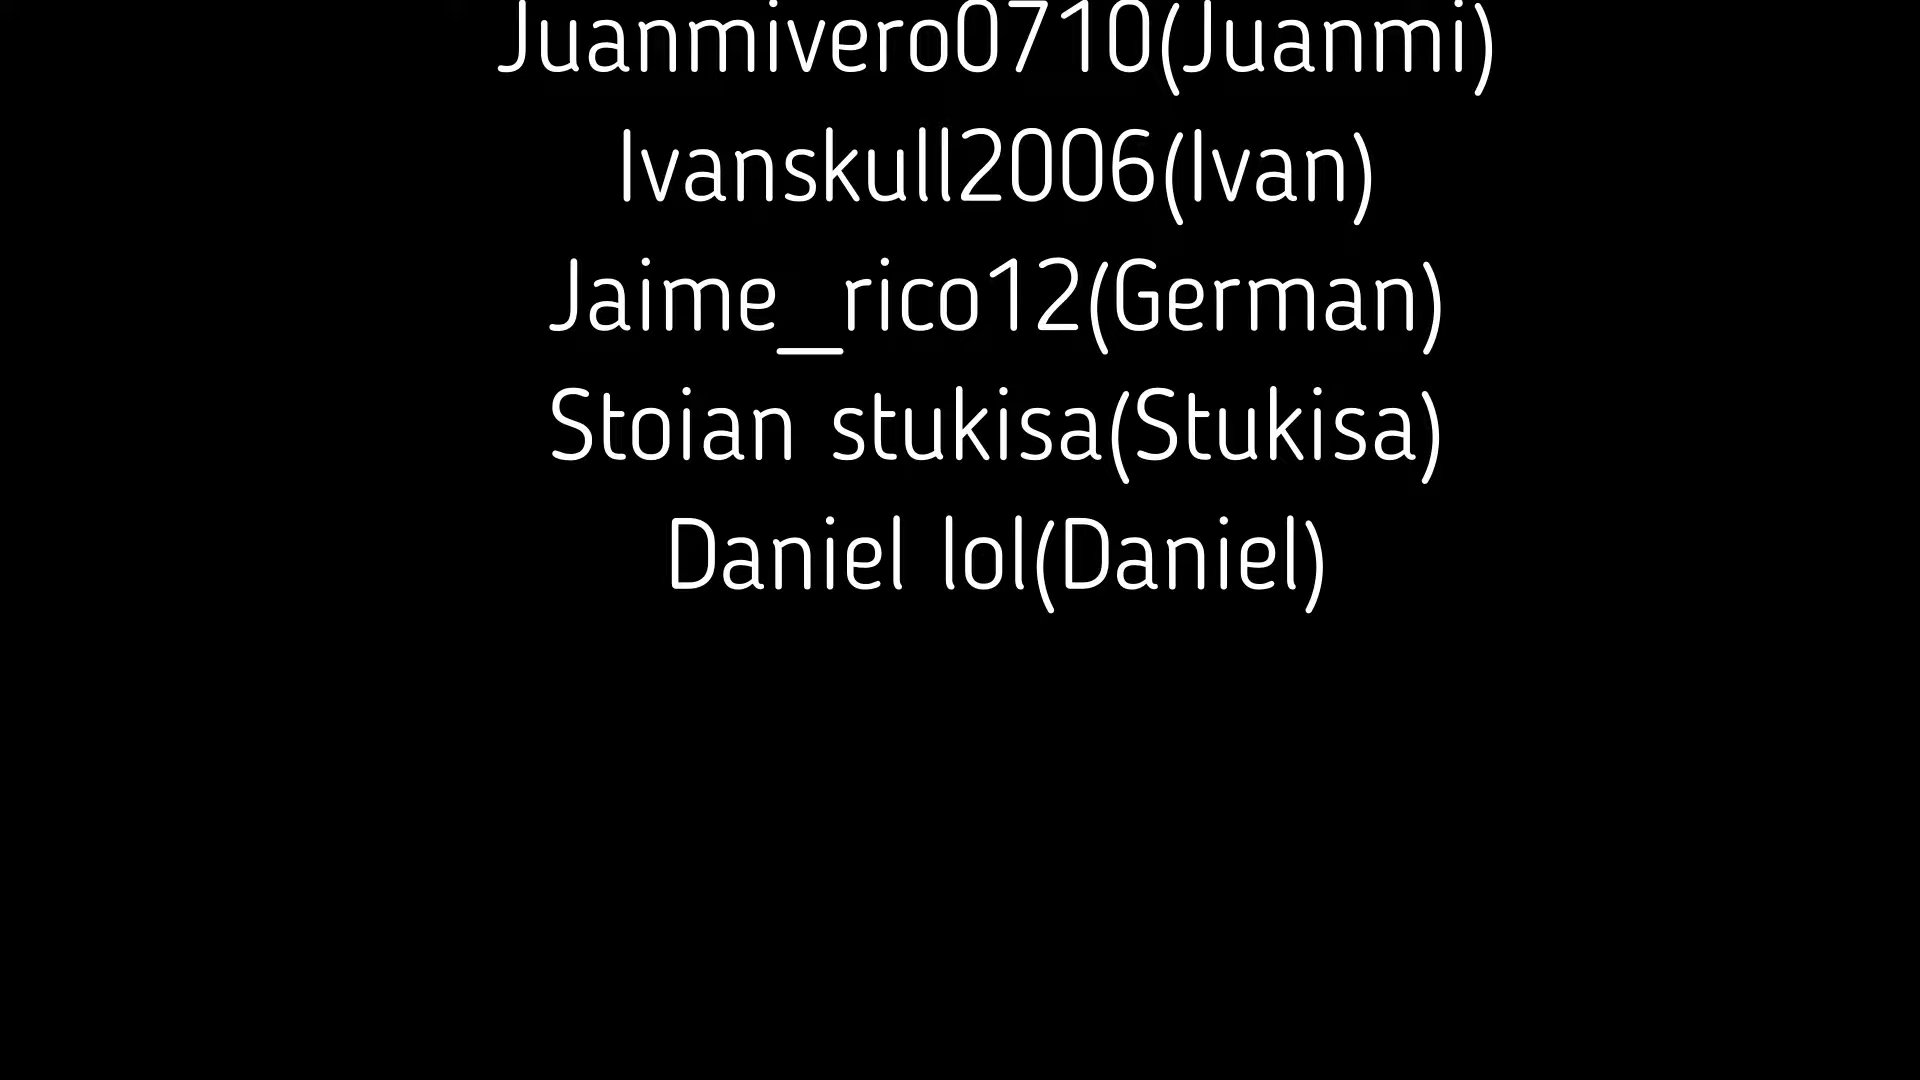 Juanmivero0710(Juanmi)
Ivanskull2006(Ivan)
Jaime_rico12(German)
Stoian stukisa(Stukisa)
Daniel lol(Daniel)